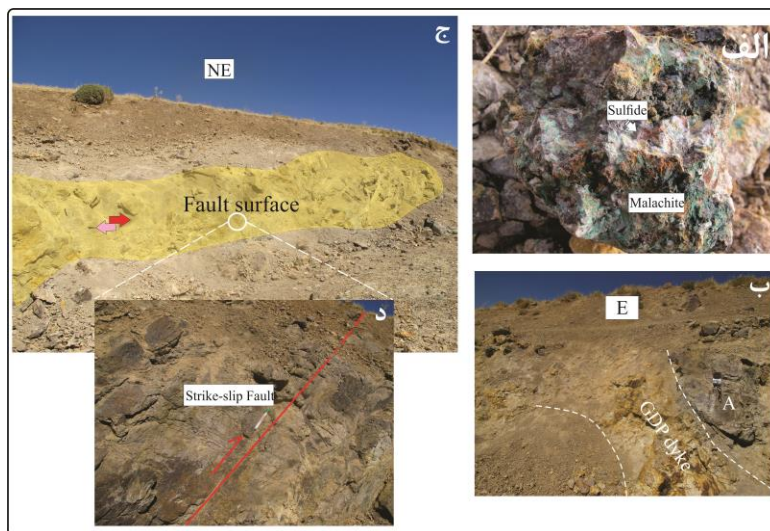 الف
Sulfide
Malachite
ب
E
GDP dyke
A
ج
NE
Fault surface
د
Strike-slip Fault